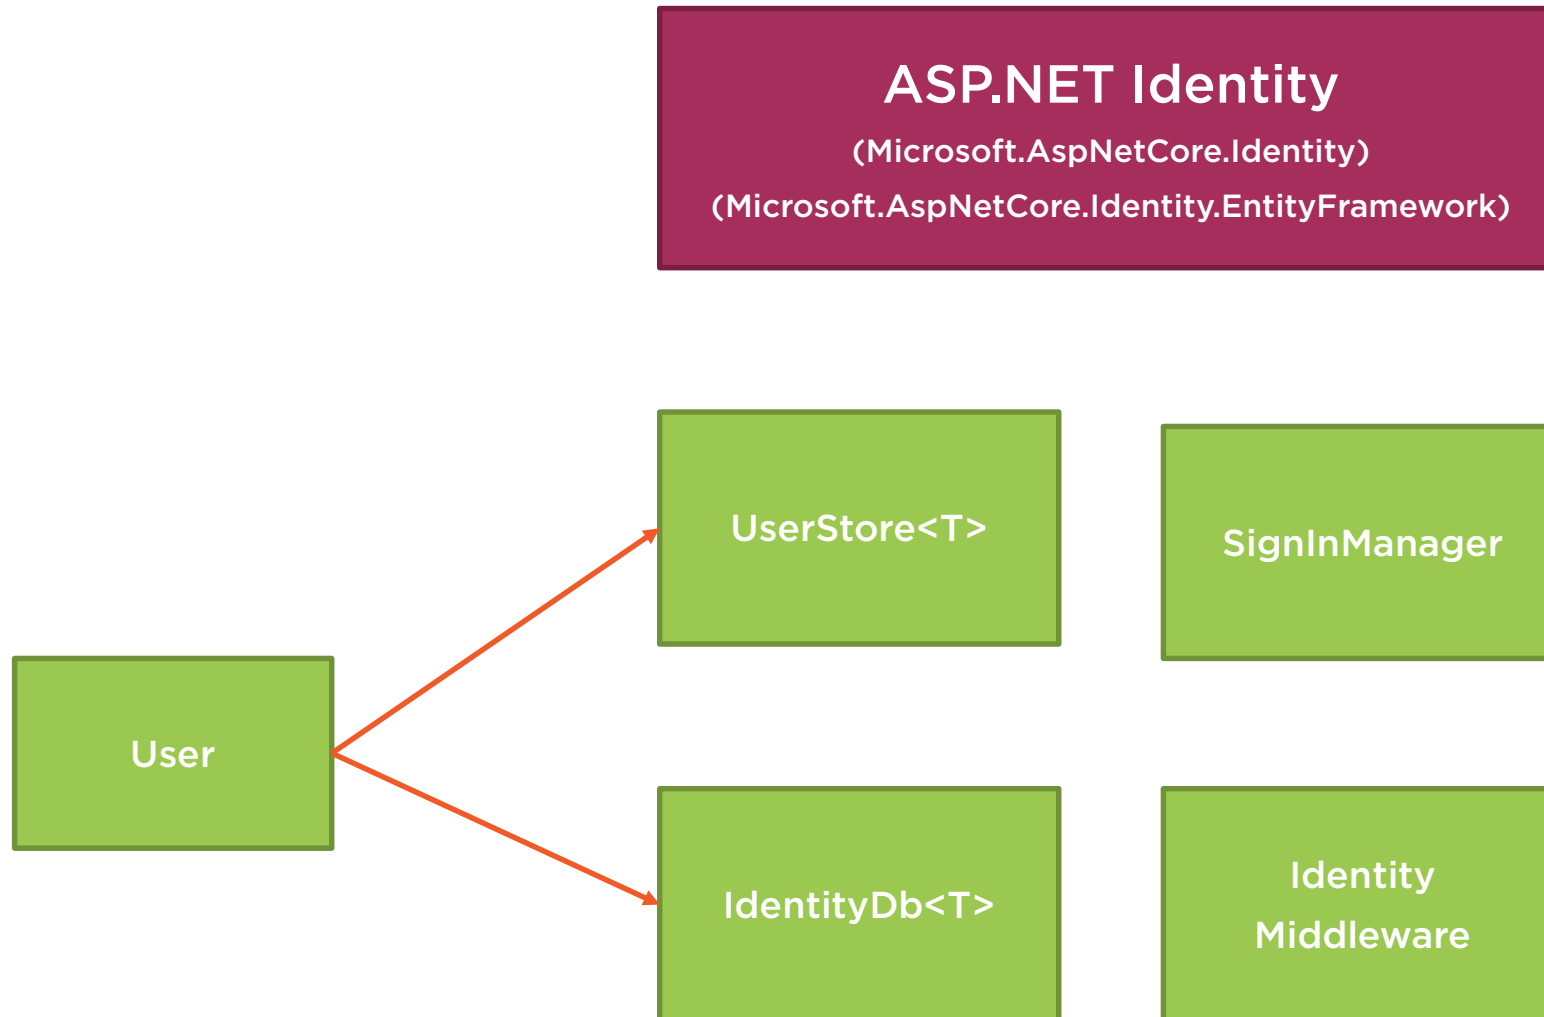 ASP.NET Identity
(Microsoft.AspNetCore.Identity)
(Microsoft.AspNetCore.Identity.EntityFramework)
UserStore<T>
SignInManager
User
IdentityDb<T>
Identity
Middleware